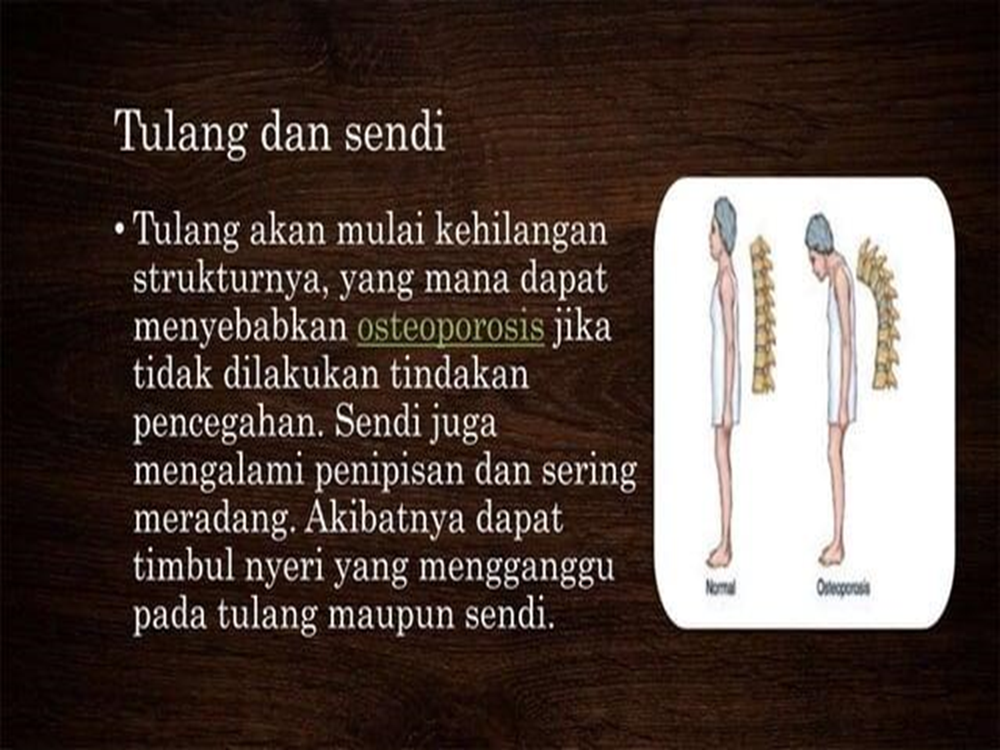 Tulang dan sendi
• Tulang akan mulai kehilangan
strukturnya, yang mana dapat
menyebabkan osteoporosis jika
tidak dilakukan tindakan
pencegahan. Sendi juga
mengalami penipisan dan sering
meradang. Akibatnya dapat
timbul nyeri yang mengganggu
pada tulang maupun sendi.
Normal
Osteoporosis